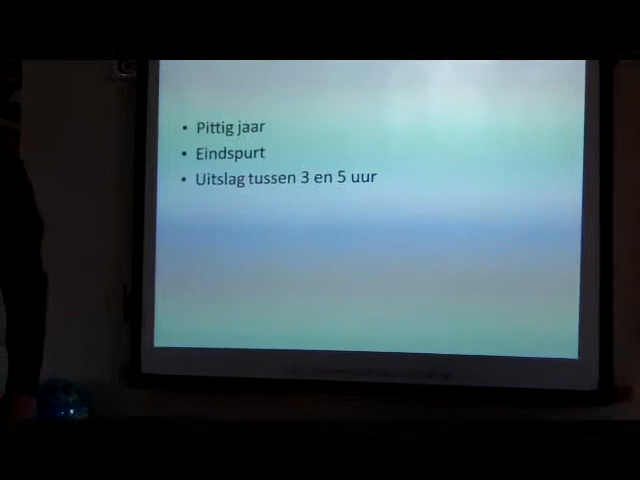 • Pittig jaar
• Eindspurt
• Uitslag tussen 3 en 5 uur